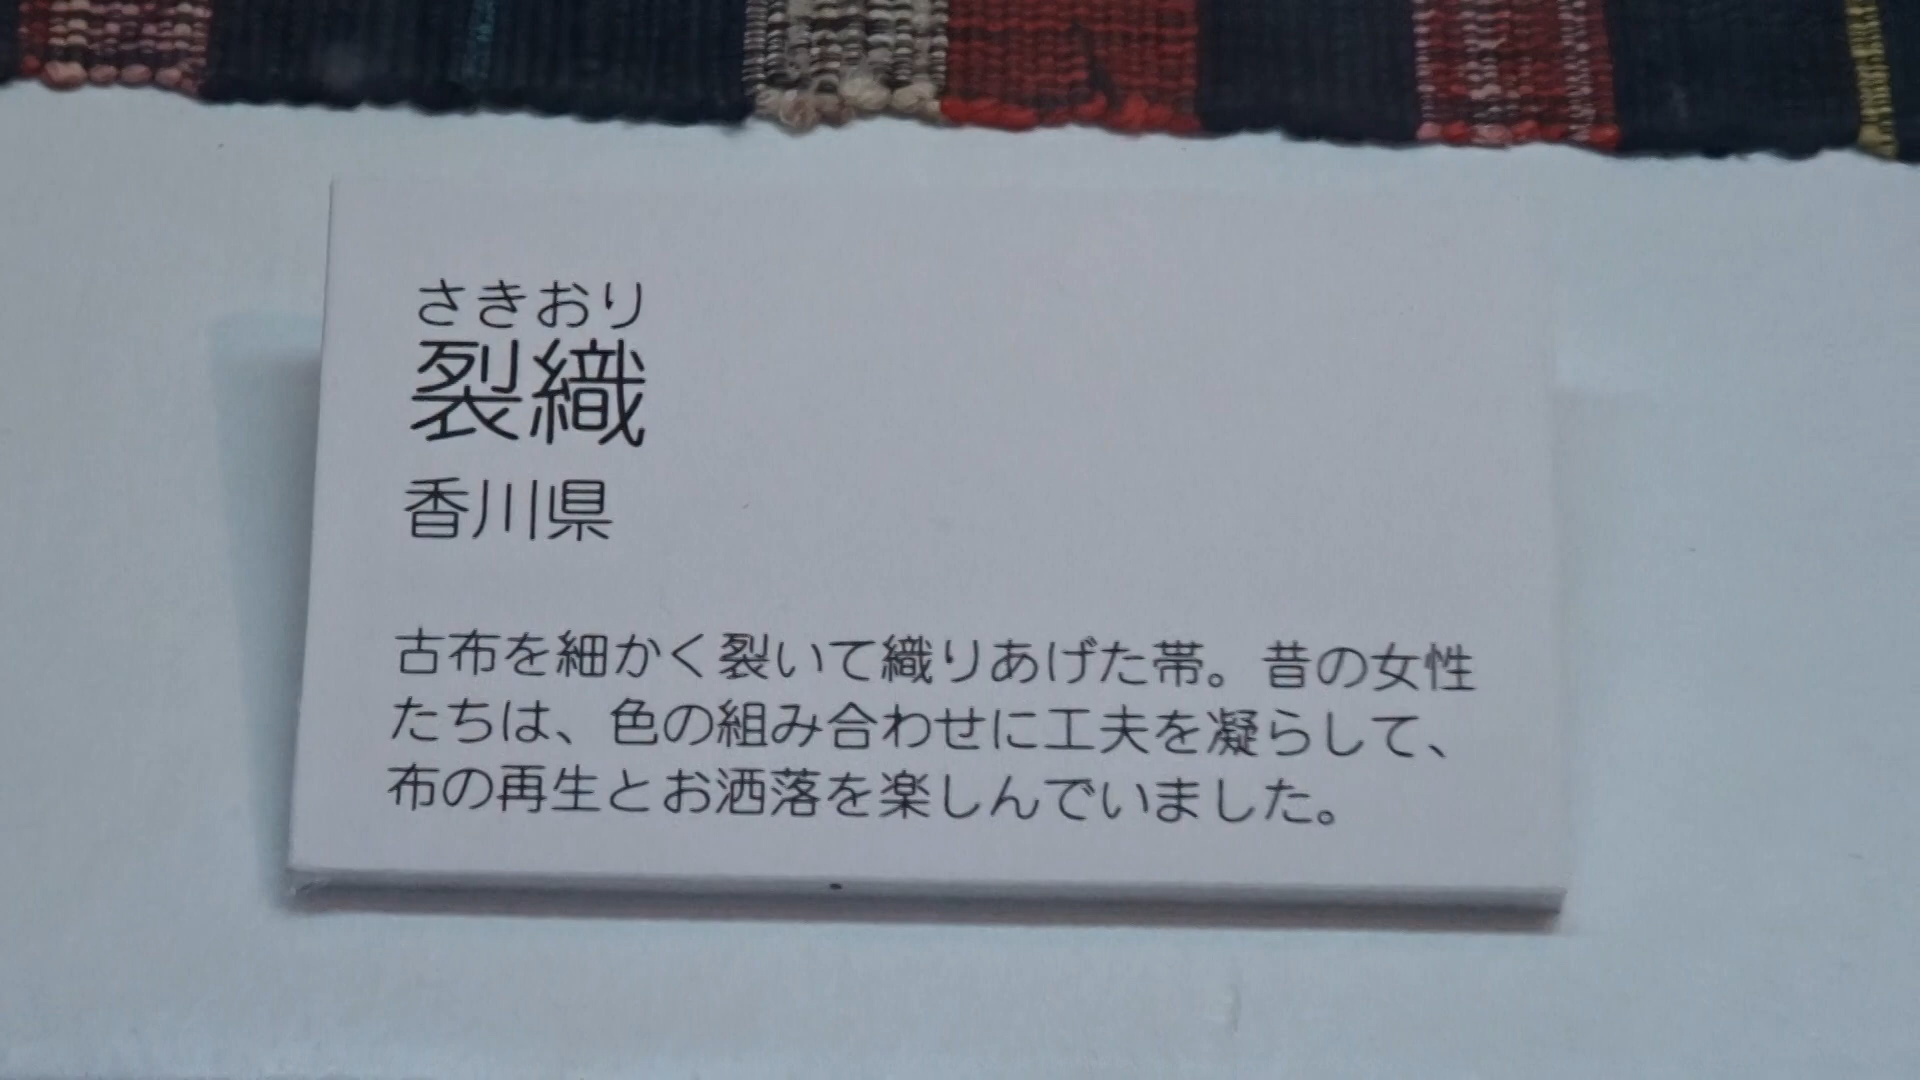 さきおり
裂織
香川県
古布を細かく裂いて織りあげた帯。昔の女性
たちは、色の組み合わせに工夫を凝らして、
布の再生とお洒落を楽しんでいました。